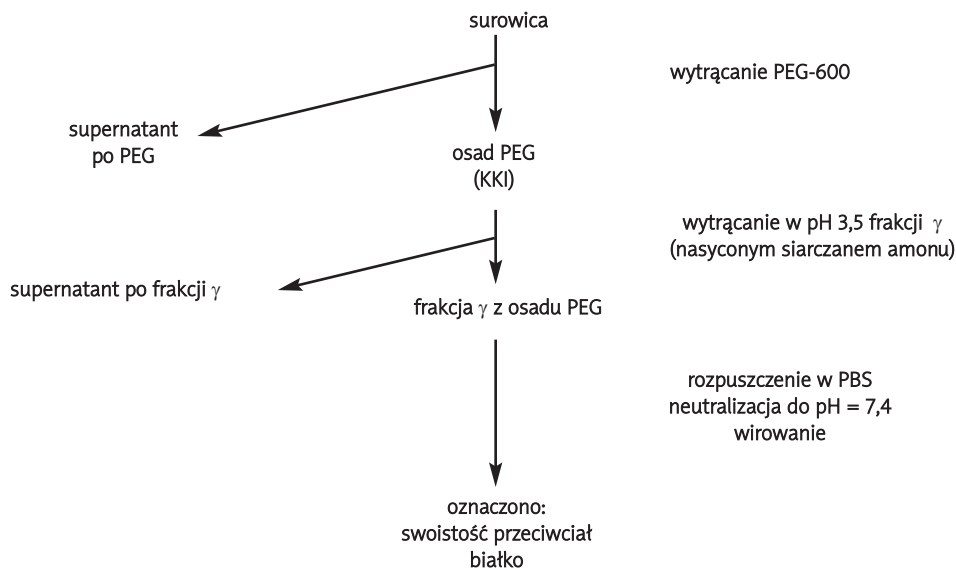 surowica
wytrącanie PEG-600
supernatant
po PEG
osad PEG
(KKI)
wytrącanie w pH 3,5 frakcji γ
(nasyconym siarczanem amonu)
supernatant po frakcji γ
frakcja γ z osadu PEG
rozpuszczenie w PBS
neutralizacja do pH = 7,4
wirowanie
oznaczono:
swoistość przeciwciał
białko